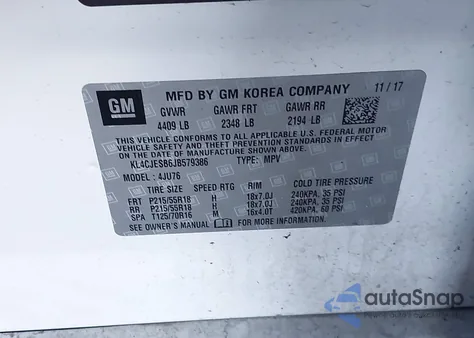 MFD BY GM KOREA COMPANY 11/17
GM
GVWR GAWR FRT GAWR RR
4409 LB 2348 LB 2194 LB
THIS VEHICLE CONFORMS TO ALL APPLICABLE U.S. FEDERAL MOTOR
VEHICLE SAFETY, BUMPER, AND THEFT PREVENTION STANDARDS
IN EFFECT ON THE DATE OF MANUFACTURE SHOWN ABOVE.
KL4CJESB6JB579386 TYPE: MPV
MODEL: 4JU76
SPEED RTG RIM COLD TIRE PRESSURE
FRT P215/55R18 H 18x7.0J 240KPA, 35 PSI
RR P215/55R18 H 18x7.0J 240KPA, 35 PSI
SPA T125/70R16 M 16x4.0T 420KPA, 60 PSI
SEE OWNER'S MANUAL FOR ADDITIONAL INFORMATION.
autoSnap